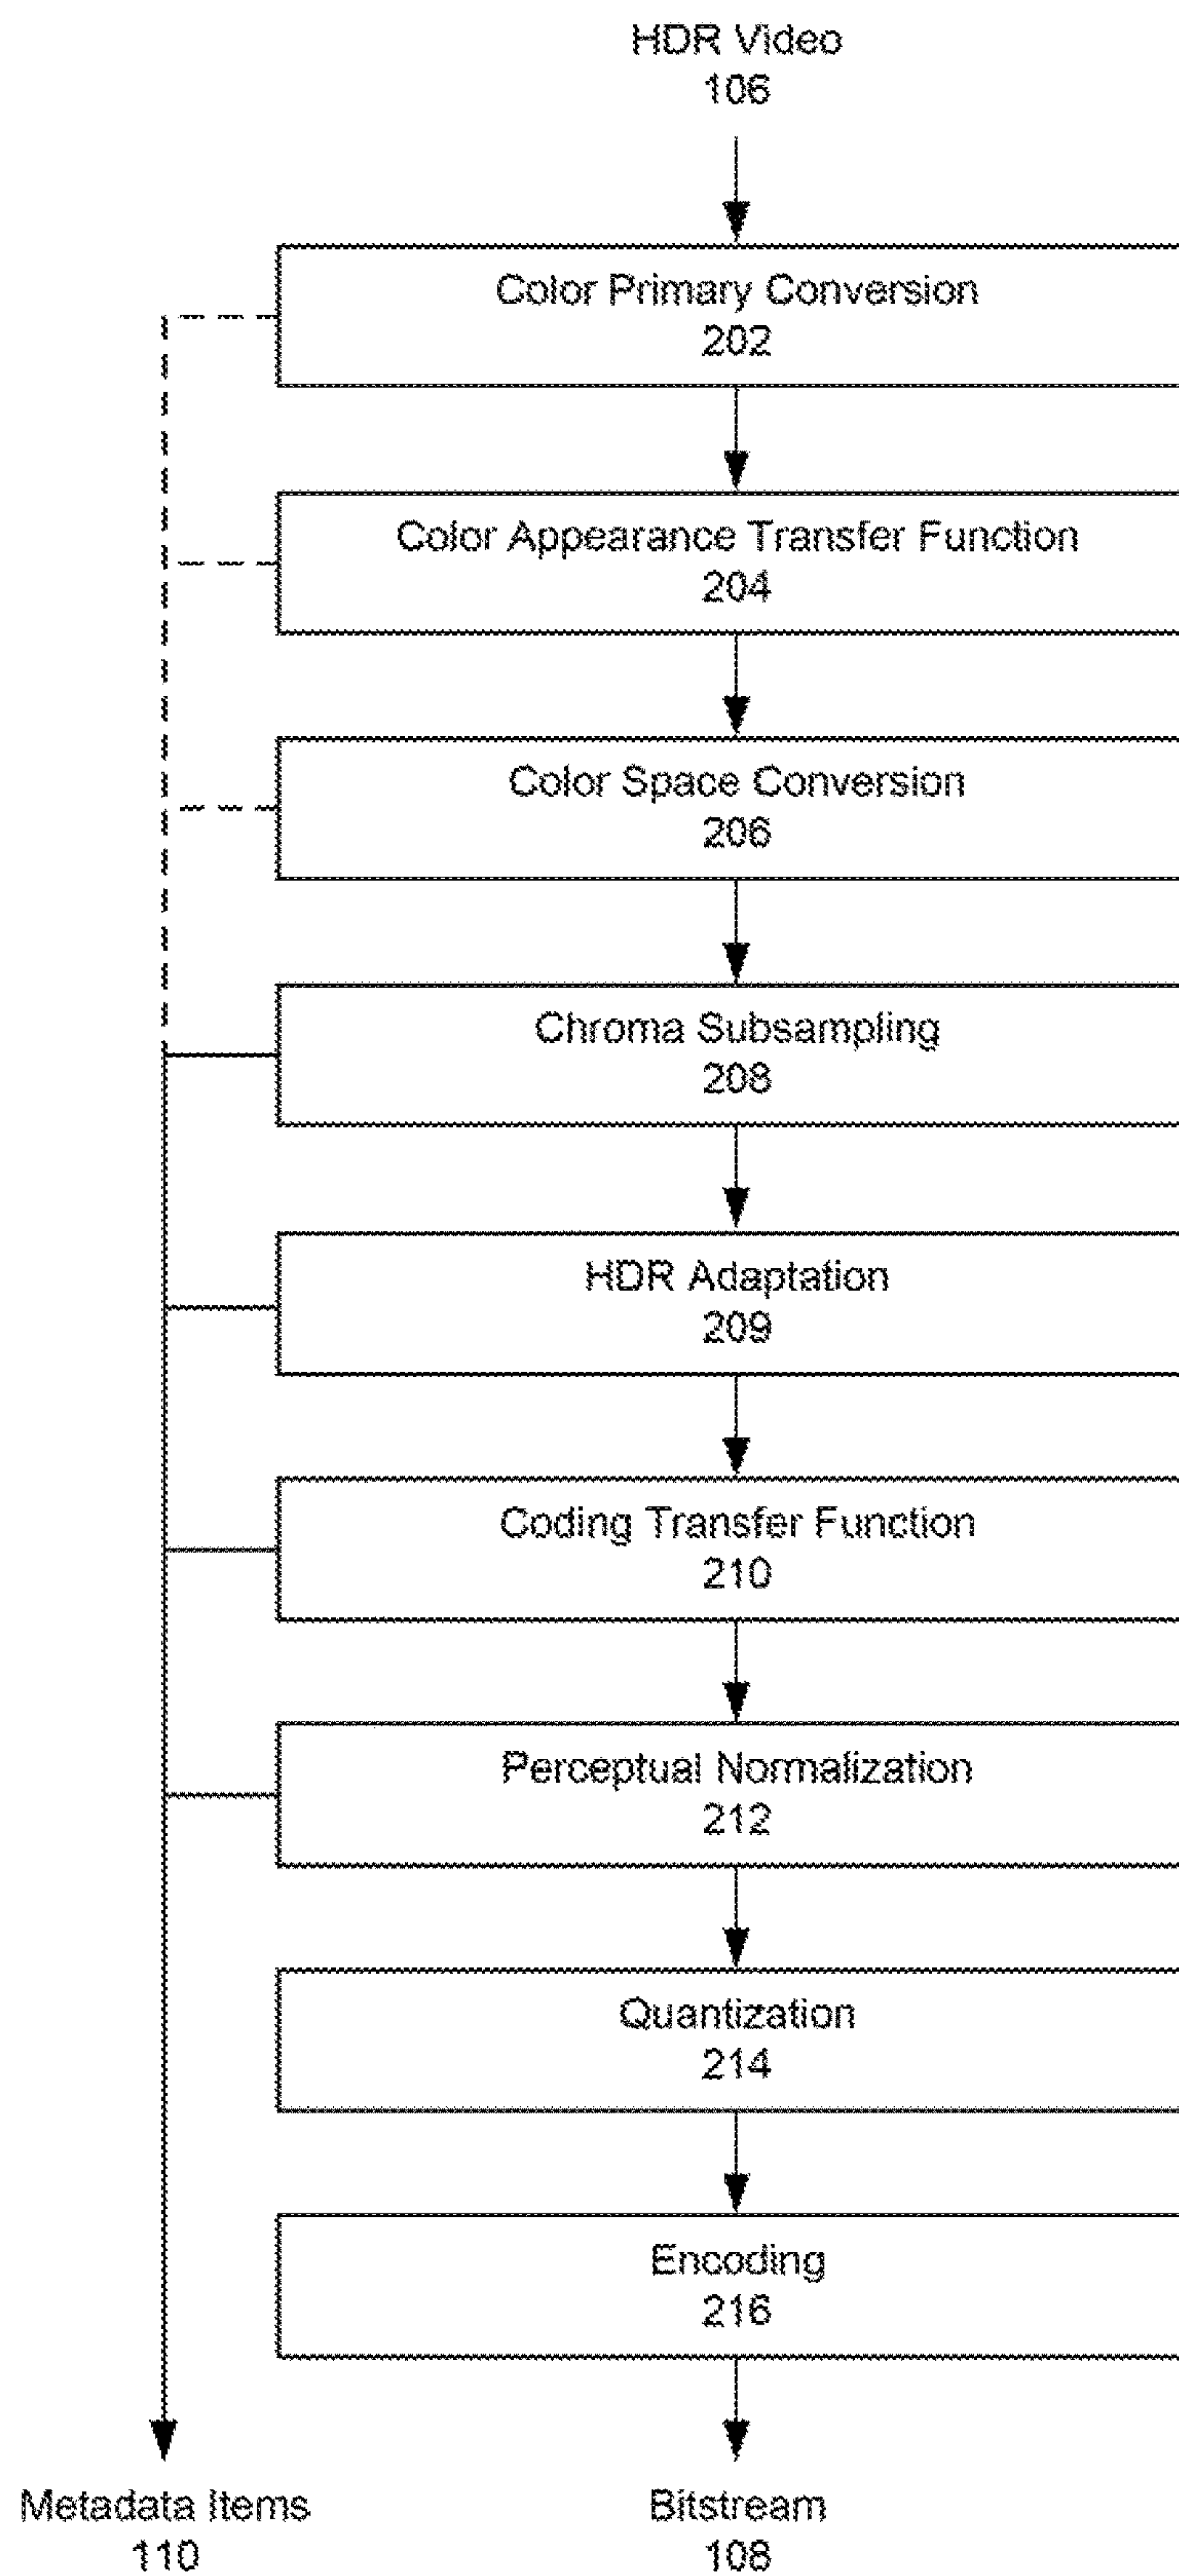 HDR Video
106
Color Primary Conversion
202
Color Appearance Transfer Function
204
Color Space Conversion
206
Chroma Subsampling
208
HDR Adaptation
209
Coding Transfer Function
210
Perceptual Normalization
212
Quantization
214
Encoding
216
Metadata Items
110
Bitstream
108